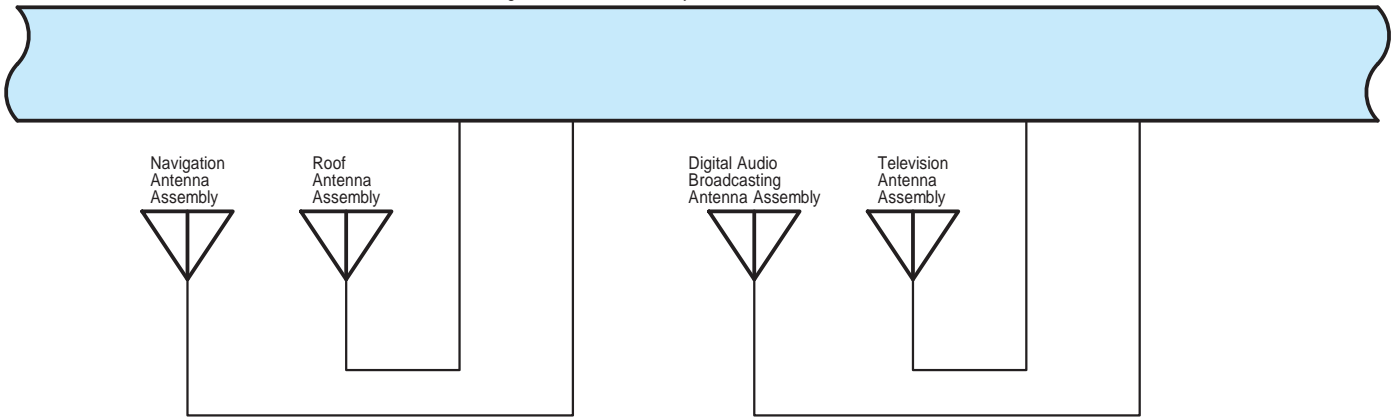 Navigation
Antenna
Assembly
Roof
Antenna
Assembly
Digital Audio
Broadcasting
Antenna Assembly
Television
Antenna
Assembly